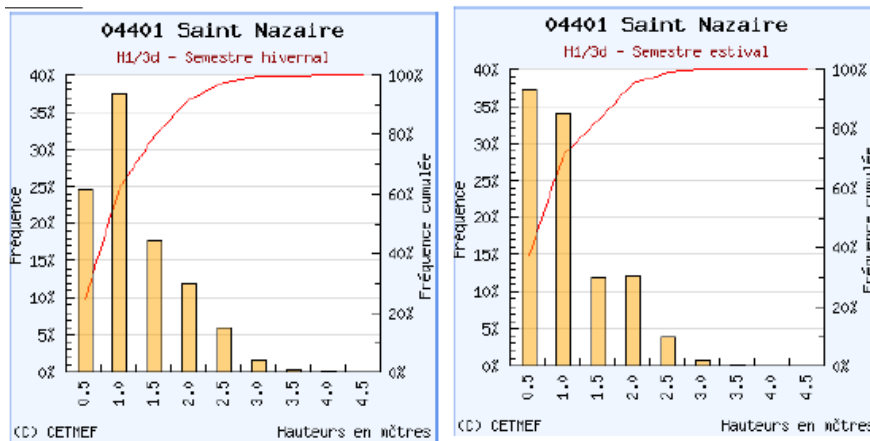 04401 Saint Nazaire
H1/3d - Semestre hivernal
40%
35%
30%
25%
20%
15%
10%
5%
0%
Fréquence
100%
80%
60%
40%
20%
0%
Fréquence cumulée
0.5 1.0 1.5 2.0 2.5 3.0 3.5 4.0 4.5
(C) CETMEF Hauteurs en mètres
04401 Saint Nazaire
H1/3d - Semestre estival
40%
35%
30%
25%
20%
15%
10%
5%
0%
Fréquence
100%
80%
60%
40%
20%
0%
Fréquence cumulée
0.5 1.0 1.5 2.0 2.5 3.0 3.5 4.0 4.5
(C) CETMEF Hauteurs en mètres